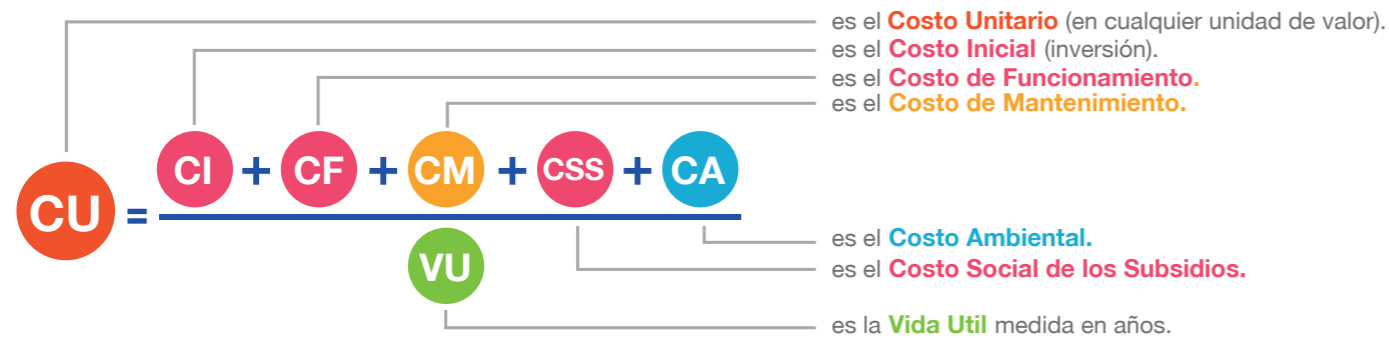 es el Costo Unitario (en cualquier unidad de valor).
es el Costo Inicial (inversión).
es el Costo de Funcionamiento.
es el Costo de Mantenimiento.
CI + CF + CM + CSS + CA
CU =
VU
es el Costo Ambiental.
es el Costo Social de los Subsidios.
es la Vida Util medida en años.